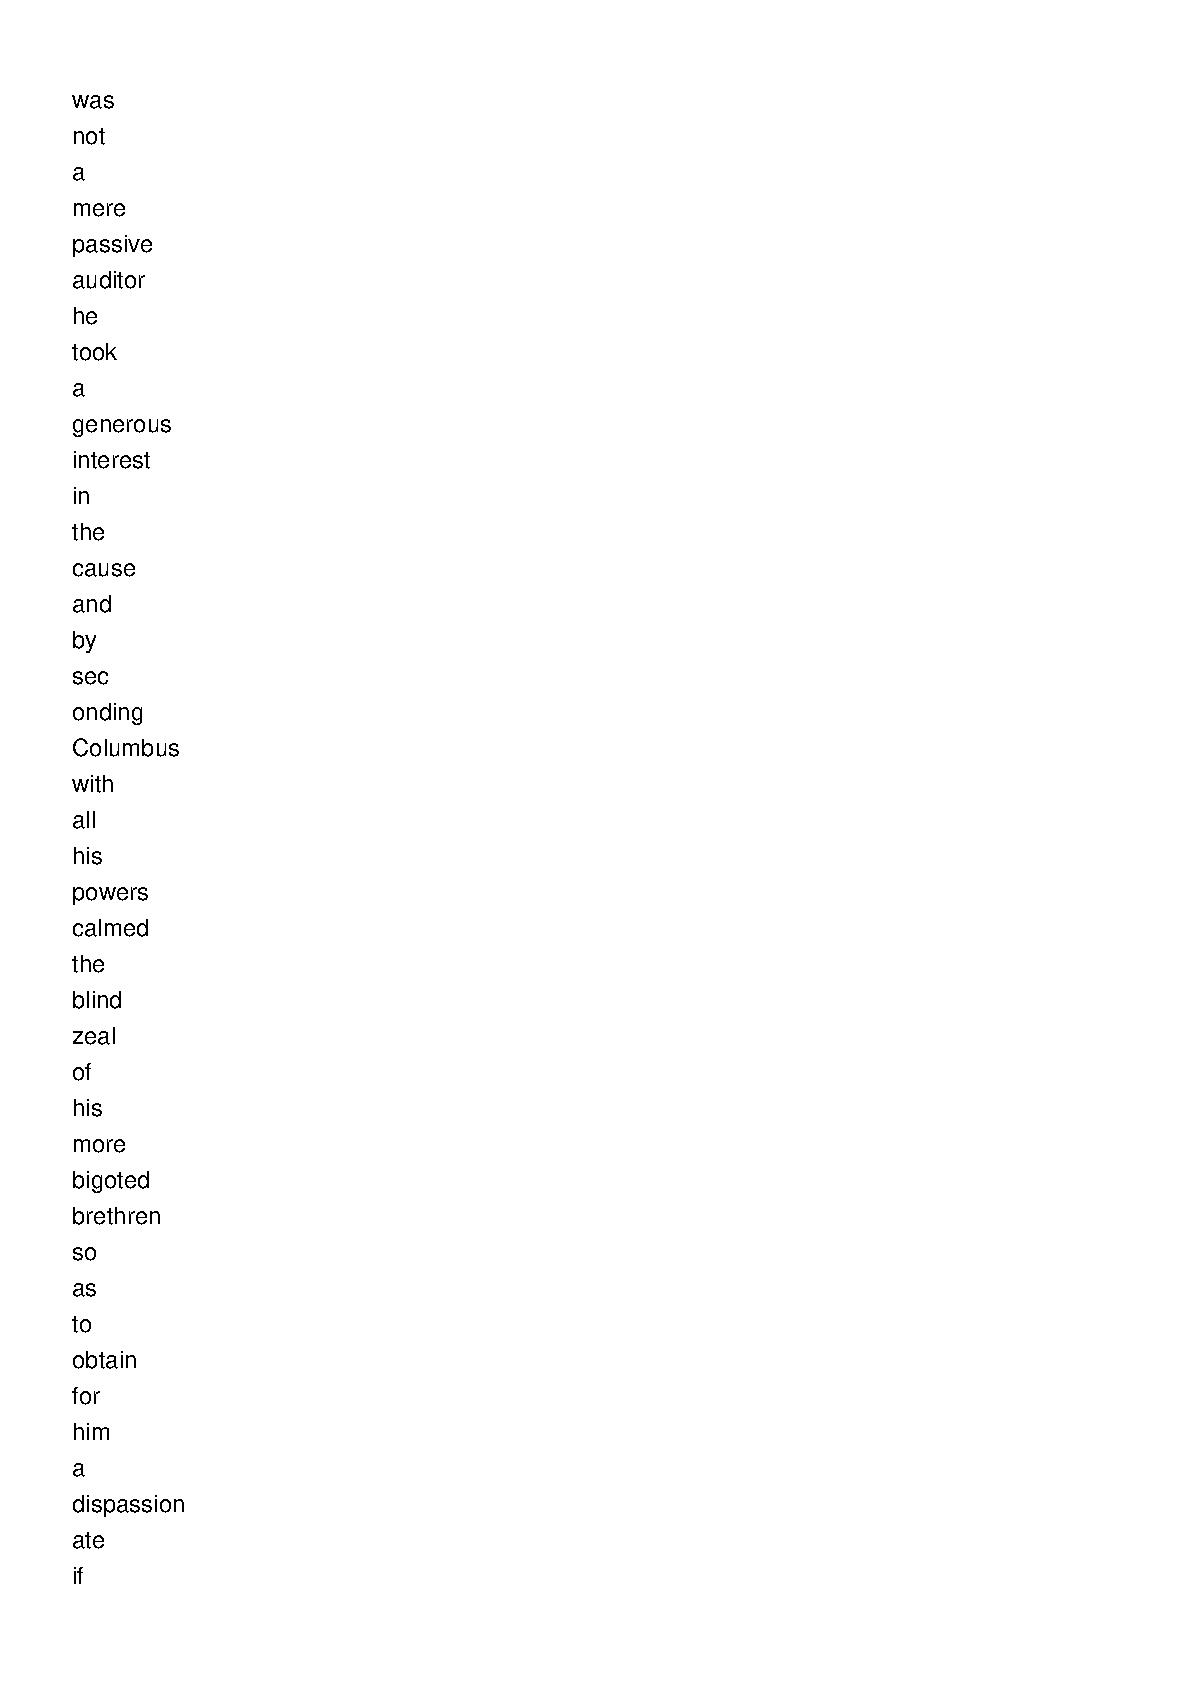 was
not
a
mere
passive
auditor
he
took
a
generous
interest
in
the
cause
and
by
sec
onding
Columbus
with
all
his
powers
calmed
the
blind
zeal
of
his
more
bigoted
brethren
so
as
to
obtain
for
him
a
dispassion
ate
if